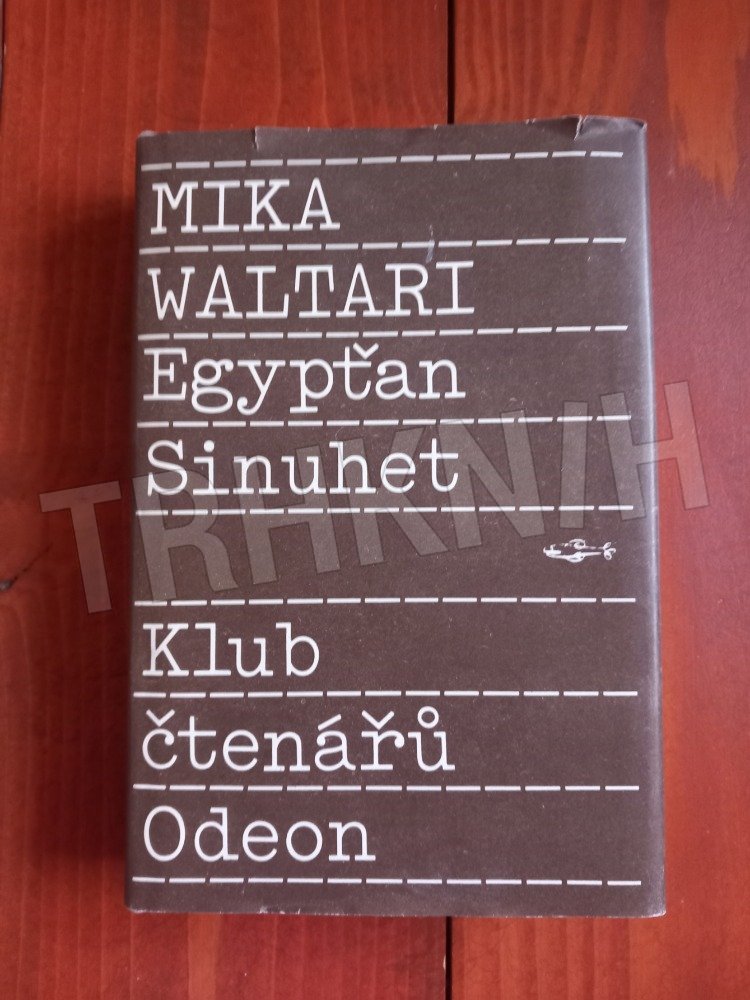 MIKA
WALTARI
Egypťan
Sinuhet
TRHKNIH
Klub
čtenářů
Odeon